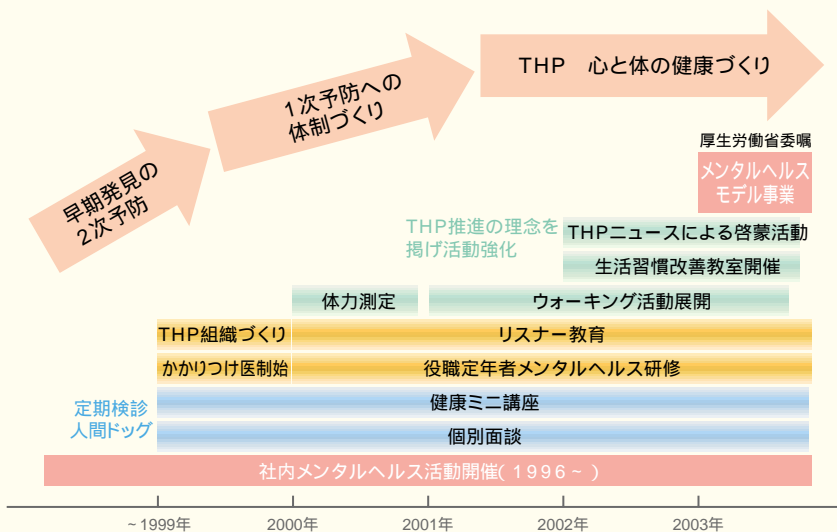 THP 心と体の健康づくり
1次予防への
体制づくり
早期発見の
2次予防
厚生労働省委嘱
メンタルヘルス
モデル事業
THP推進の理念を
掲げ活動強化
THPニュースによる啓蒙活動
生活習慣改善教室開催
体力測定
ウォーキング活動展開
THP組織づくり
リスナー教育
かかりつけ医制始
役職定年者メンタルヘルス研修
定期検診
人間ドッグ
健康ミニ講座
個別面談
社内メンタルヘルス活動開催(1996~)
~1999年
2000年
2001年
2002年
2003年